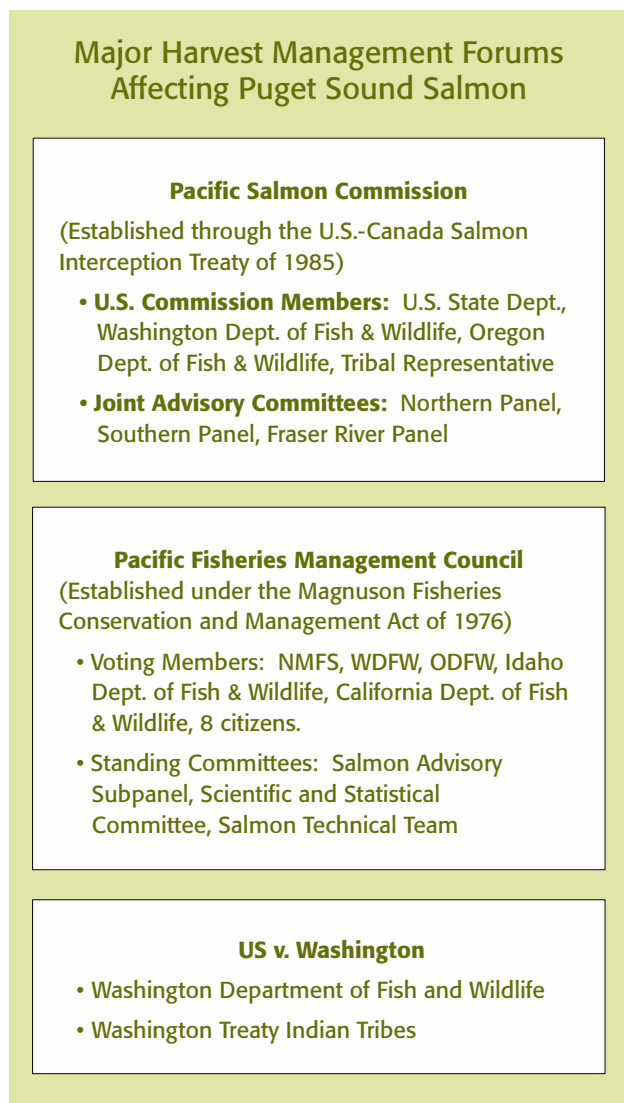 Major Harvest Management Forums
Affecting Puget Sound Salmon
Pacific Salmon Commission
(Established through the U.S.-Canada Salmon
Interception Treaty of 1985)
• U.S. Commission Members: U.S. State Dept.,
Washington Dept. of Fish & Wildlife, Oregon
Dept. of Fish & Wildlife, Tribal Representative
• Joint Advisory Committees: Northern Panel,
Southern Panel, Fraser River Panel
Pacific Fisheries Management Council
(Established under the Magnuson Fisheries
Conservation and Management Act of 1976)
• Voting Members: NMFS, WDFW, ODFW, Idaho
Dept. of Fish & Wildlife, California Dept. of Fish
& Wildlife, 8 citizens.
• Standing Committees: Salmon Advisory
Subpanel, Scientific and Statistical
Committee, Salmon Technical Team
US v. Washington
• Washington Department of Fish and Wildlife
• Washington Treaty Indian Tribes